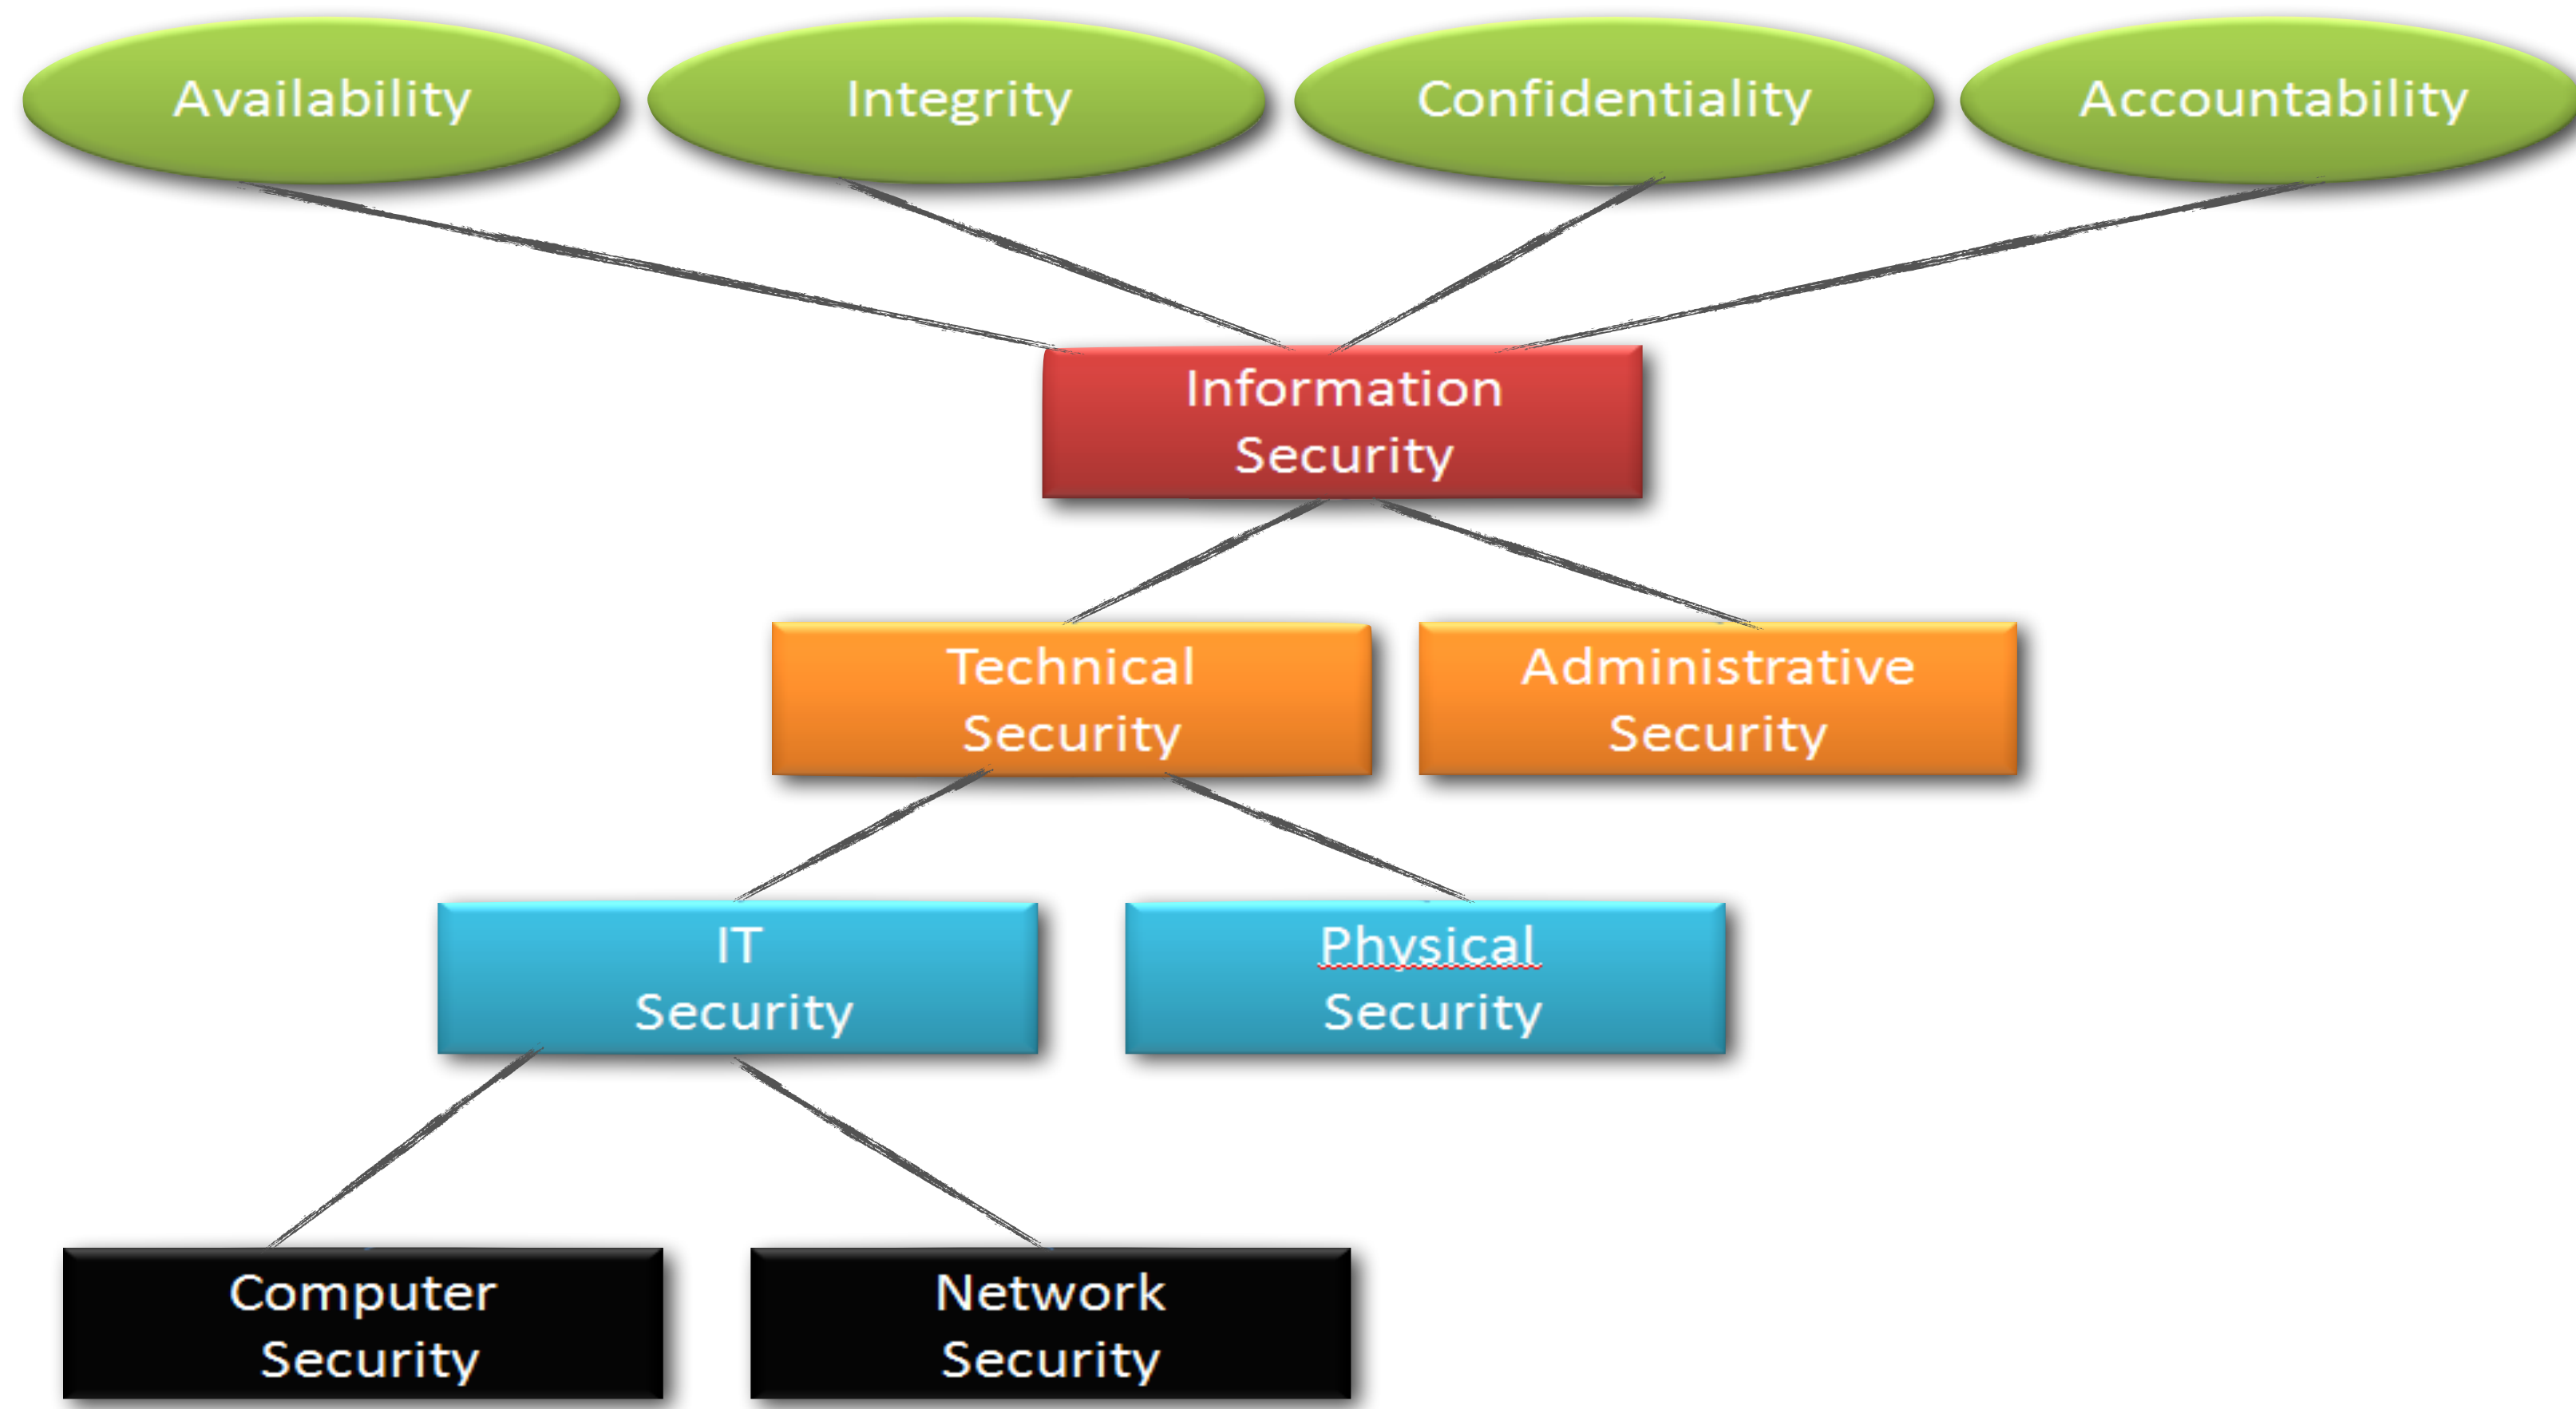 Availability
Integrity
Confidentiality
Accountability
Information
Security
Technical
Security
Administrative
Security
IT
Security
Physical
Security
Computer
Security
Network
Security